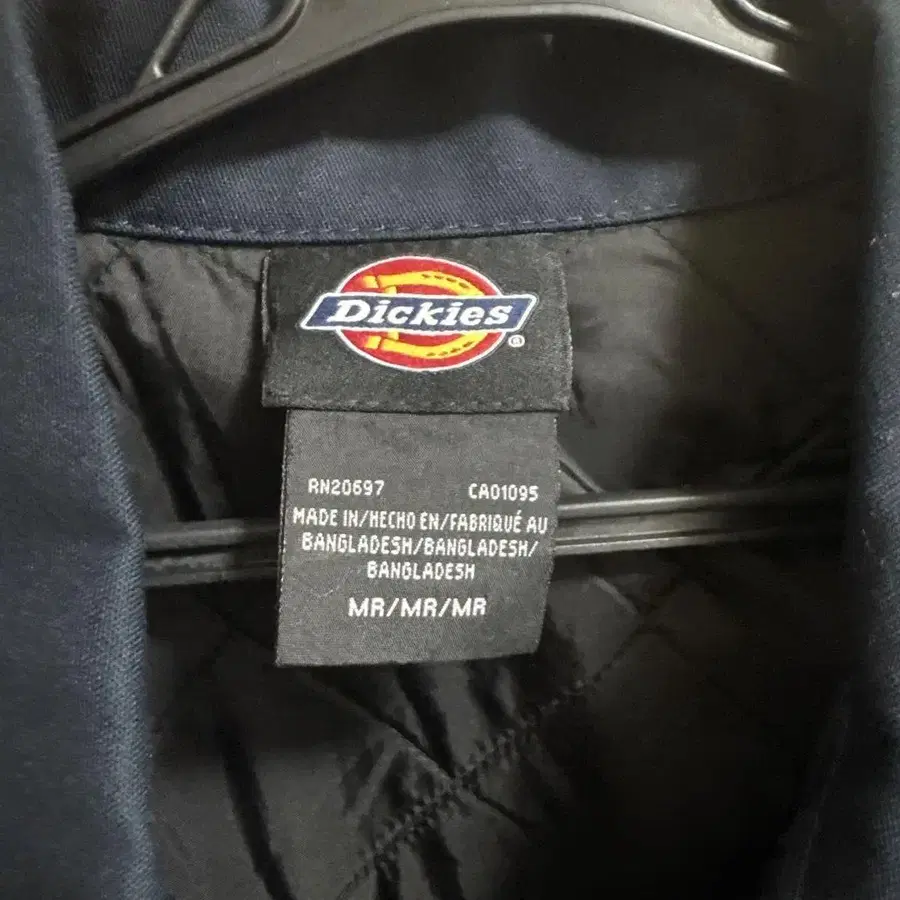 Dickies
®
RN20697 CA01095
MADE IN/HECHO EN/FABRIQUÉ AU
BANGLADESH/BANGLADESH/
BANGLADESH
MR/MR/MR